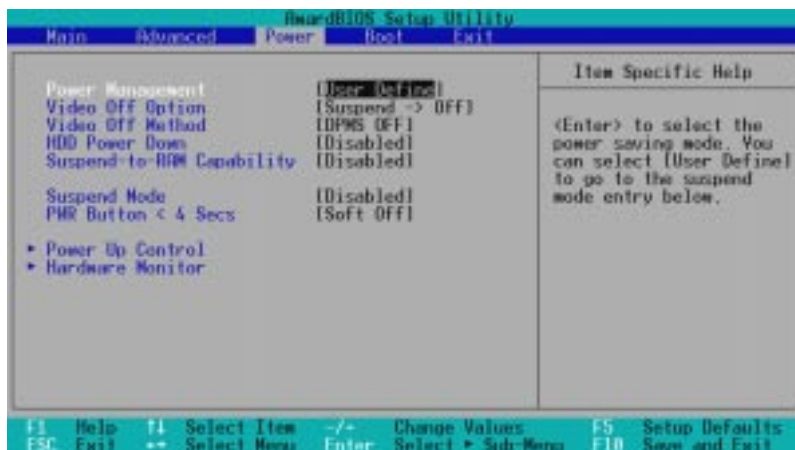 AwardBIOS Setup Utility
Main Advanced Power Boot Exit
Power Management [User Define]
Video Off Option [Suspend -> Off]
Video Off Method [DPMS OFF]
HDD Power Down [Disabled]
Suspend-to-RAM Capability [Disabled]
Suspend Mode [Disabled]
PWR Button < 4 Secs [Soft Off]
▸ Power Up Control
▸ Hardware Monitor
Item Specific Help
<Enter> to select the
power saving mode. You
can select [User Define]
to go to the suspend
mode entry below.
F1 Help ↑↓ Select Item -/+ Change Values F5 Setup Defaults
ESC Exit ←→ Select Menu Enter Select ▸ Sub-Menu F10 Save and Exit